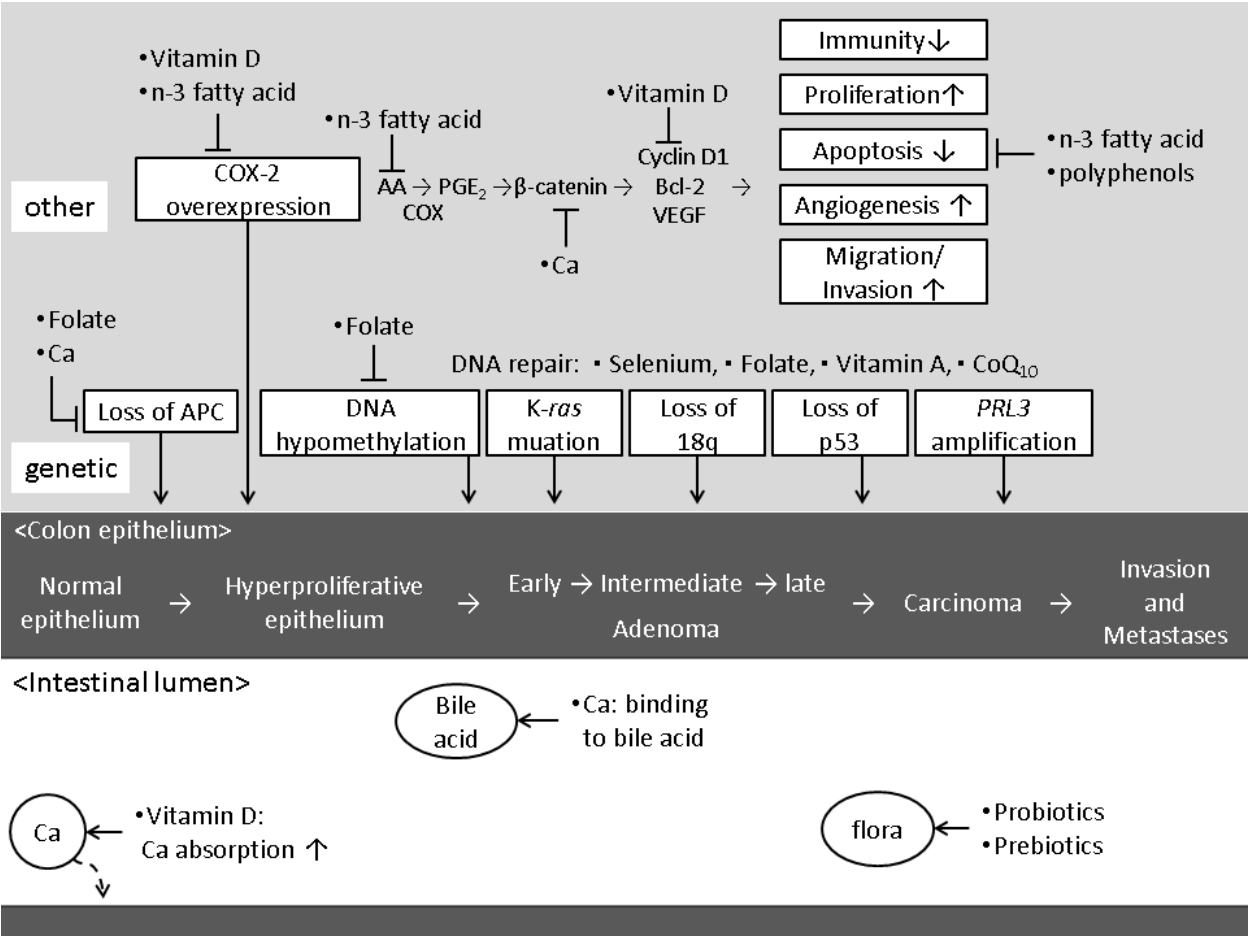 •Vitamin D
•n-3 fatty acid
COX-2
overexpression
•n-3 fatty acid
AA → PGE₂ →β-catenin →
COX
•Ca
•Vitamin D
Cyclin D1
Bcl-2 →
VEGF
Immunity↓
Proliferation↑
Apoptosis ↓
Angiogenesis ↑
Migration/
Invasion ↑
•n-3 fatty acid
•polyphenols
other
•Folate
•Ca
Loss of APC
•Folate
DNA
hypomethylation
DNA repair: ・Selenium, ・Folate, ・Vitamin A, ・CoQ₁₀
K-ras
muation
Loss of
18q
Loss of
p53
PRL3
amplification
genetic
<Colon epithelium>
Normal
epithelium
→
Hyperproliferative
epithelium
→
Early → Intermediate → late
Adenoma
→
Carcinoma
→
Invasion
and
Metastases
<Intestinal lumen>
Bile
acid
•Ca: binding
to bile acid
Ca
•Vitamin D:
Ca absorption ↑
flora
•Probiotics
•Prebiotics